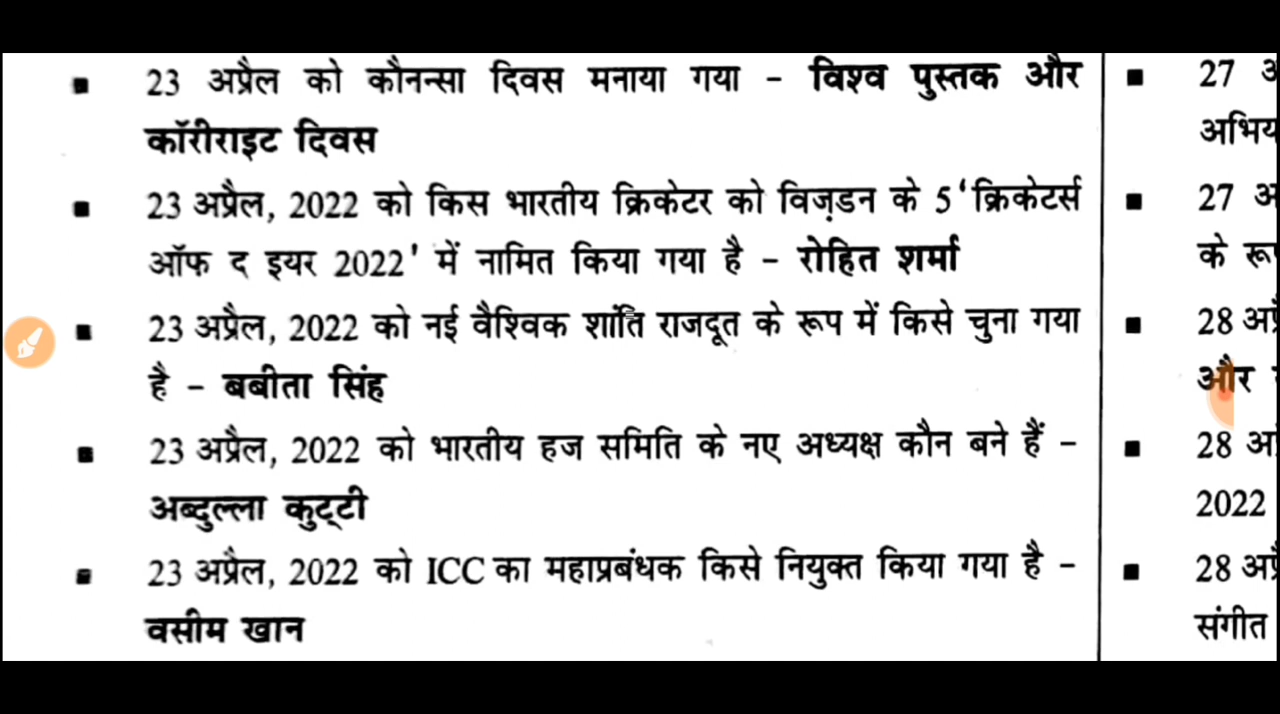 ■ 23 अप्रैल को कौनन्सा दिवस मनाया गया – विश्व पुस्तक और
कॉरीराइट दिवस
■ 23 अप्रैल, 2022 को किस भारतीय क्रिकेटर को विज़डन के 5 'क्रिकेटर्स
ऑफ द इयर 2022' में नामित किया गया है – रोहित शर्मा
■ 23 अप्रैल, 2022 को नई वैश्विक शांति राजदूत के रूप में किसे चुना गया
है – बबीता सिंह
■ 23 अप्रैल, 2022 को भारतीय हज समिति के नए अध्यक्ष कौन बने हैं –
अब्दुल्ला कुट्टी
■ 23 अप्रैल, 2022 को ICC का महाप्रबंधक किसे नियुक्त किया गया है –
वसीम खान
■ 27
■ 27
के
■ 28
और
■ 28
2022
■ 28
संगीत